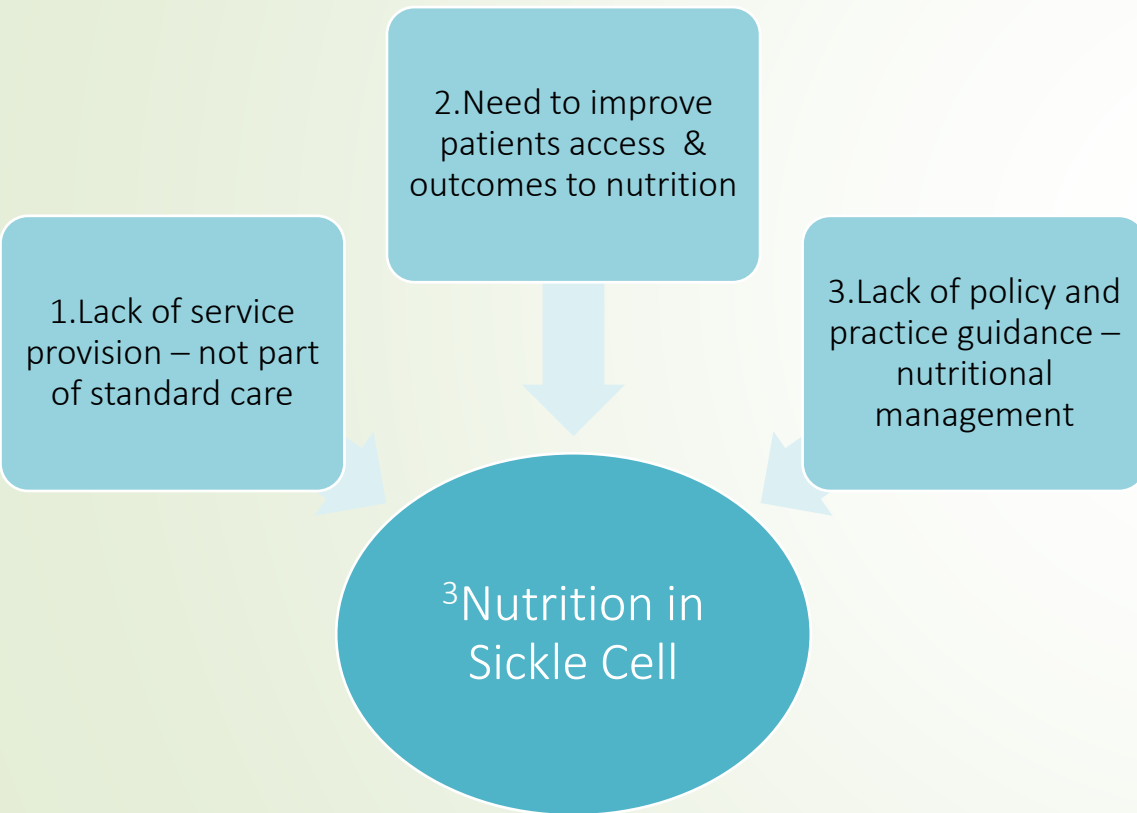 1.Lack of service
provision – not part
of standard care
2.Need to improve
patients access &
outcomes to nutrition
3.Lack of policy and
practice guidance –
nutritional
management
³Nutrition in
Sickle Cell